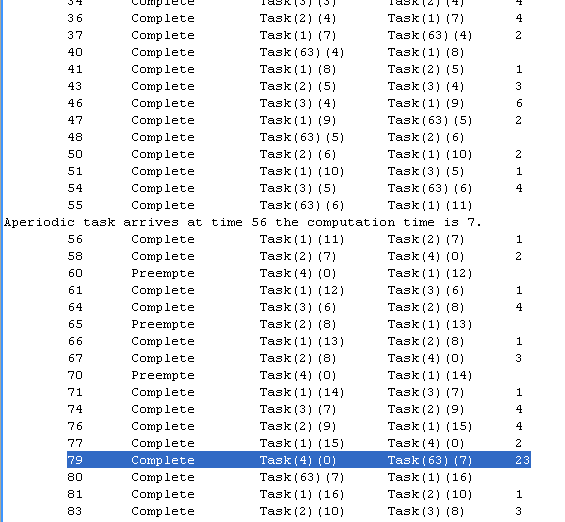 34 Complete Task(3)(3) Task(2)(4) 4
36 Complete Task(2)(4) Task(1)(7) 4
37 Complete Task(1)(7) Task(63)(4) 2
40 Complete Task(63)(4) Task(1)(8)
41 Complete Task(1)(8) Task(2)(5) 1
43 Complete Task(2)(5) Task(3)(4) 3
46 Complete Task(3)(4) Task(1)(9) 6
47 Complete Task(1)(9) Task(63)(5) 2
48 Complete Task(63)(5) Task(2)(6)
50 Complete Task(2)(6) Task(1)(10) 2
51 Complete Task(1)(10) Task(3)(5) 1
54 Complete Task(3)(5) Task(63)(6) 4
55 Complete Task(63)(6) Task(1)(11)
Aperiodic task arrives at time 56 the computation time is 7.
56 Complete Task(1)(11) Task(2)(7) 1
58 Complete Task(2)(7) Task(4)(0) 2
60 Preempte Task(4)(0) Task(1)(12)
61 Complete Task(1)(12) Task(3)(6) 1
64 Complete Task(3)(6) Task(2)(8) 4
65 Preempte Task(2)(8) Task(1)(13)
66 Complete Task(1)(13) Task(2)(8) 1
67 Complete Task(2)(8) Task(4)(0) 3
70 Preempte Task(4)(0) Task(1)(14)
71 Complete Task(1)(14) Task(3)(7) 1
74 Complete Task(3)(7) Task(2)(9) 4
76 Complete Task(2)(9) Task(1)(15) 4
77 Complete Task(1)(15) Task(4)(0) 2
79 Complete Task(4)(0) Task(63)(7) 23
80 Complete Task(63)(7) Task(1)(16)
81 Complete Task(1)(16) Task(2)(10) 1
83 Complete Task(2)(10) Task(3)(8) 3